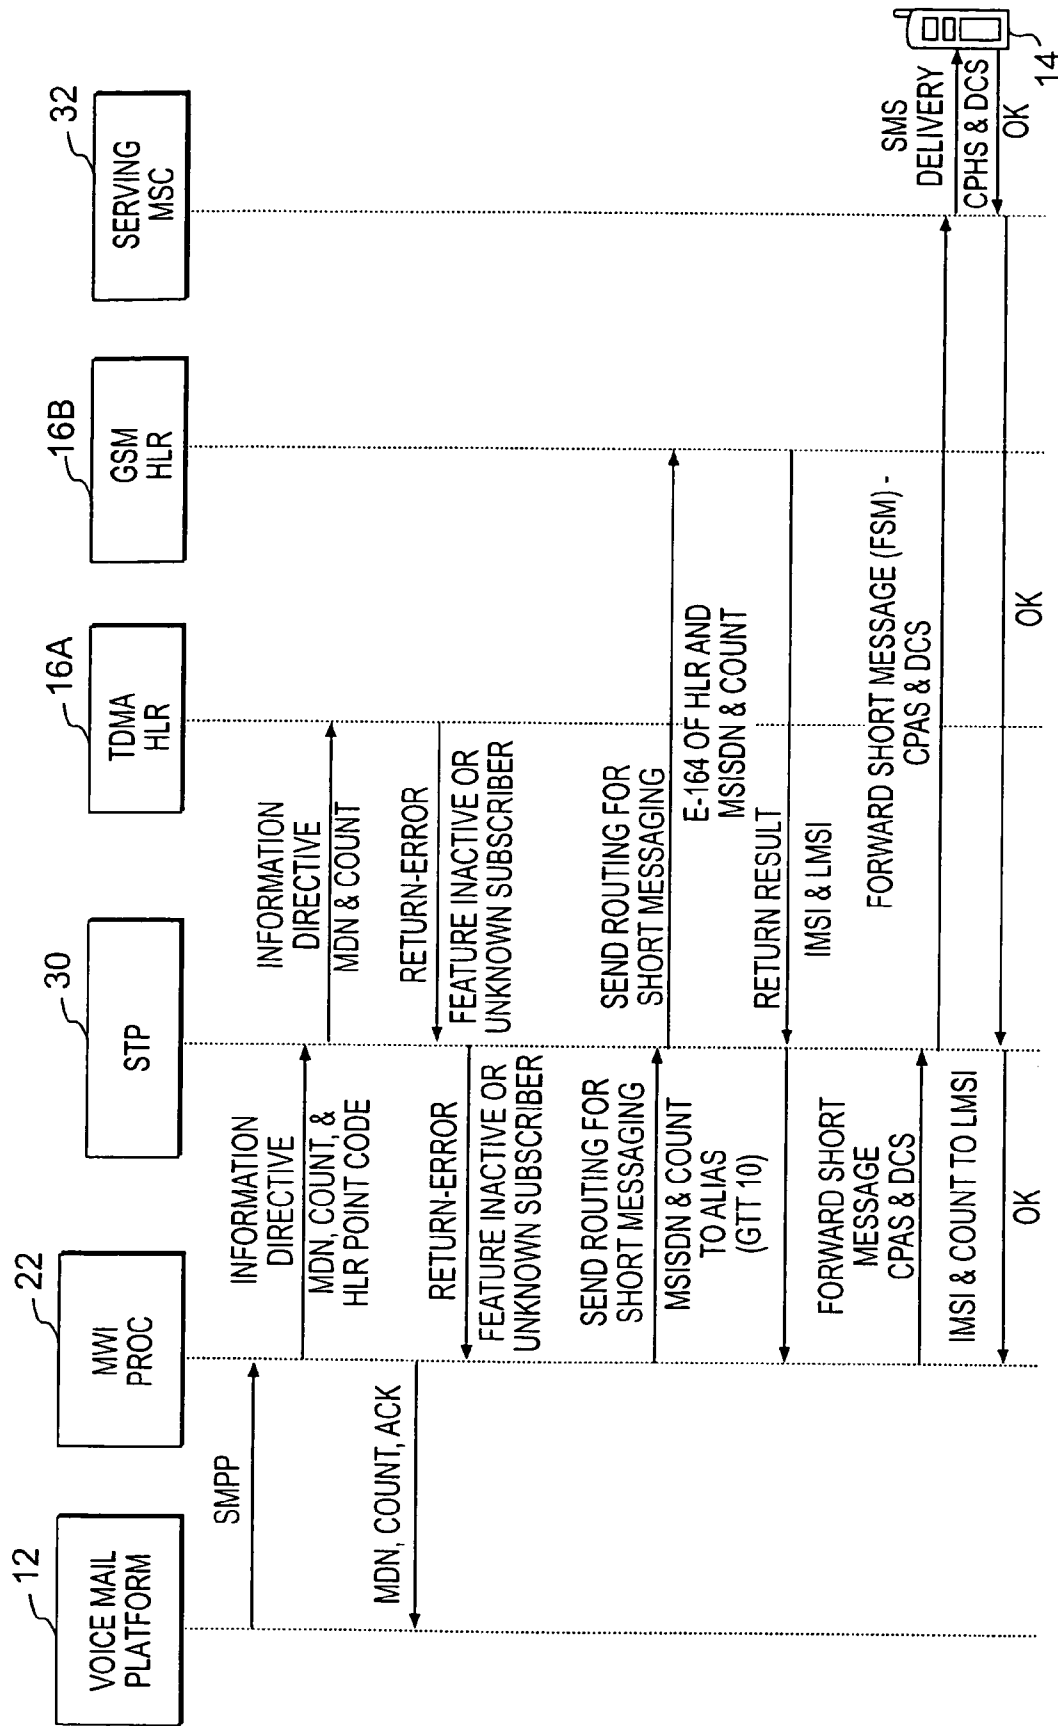 12
VOICE MAIL
PLATFORM
22
MWI
PROC
30
STP
16A
TDMA
HLR
16B
GSM
HLR
32
SERVING
MSC
SMPP
INFORMATION
DIRECTIVE
MDN, COUNT, &
HLR POINT CODE
INFORMATION
DIRECTIVE
MDN & COUNT
MDN, COUNT, ACK
RETURN-ERROR
FEATURE INACTIVE OR
UNKNOWN SUBSCRIBER
RETURN-ERROR
FEATURE INACTIVE OR
UNKNOWN SUBSCRIBER
SEND ROUTING FOR
SHORT MESSAGING
MSISDN & COUNT
TO ALIAS
(GTT 10)
SEND ROUTING FOR
SHORT MESSAGING
E-164 OF HLR AND
MSISDN & COUNT
RETURN RESULT
IMSI & LMSI
FORWARD SHORT
MESSAGE
CPAS & DCS
IMSI & COUNT TO LMSI
OK
FORWARD SHORT MESSAGE (FSM) -
CPAS & DCS
OK
SMS
DELIVERY
CPHS & DCS
OK
14